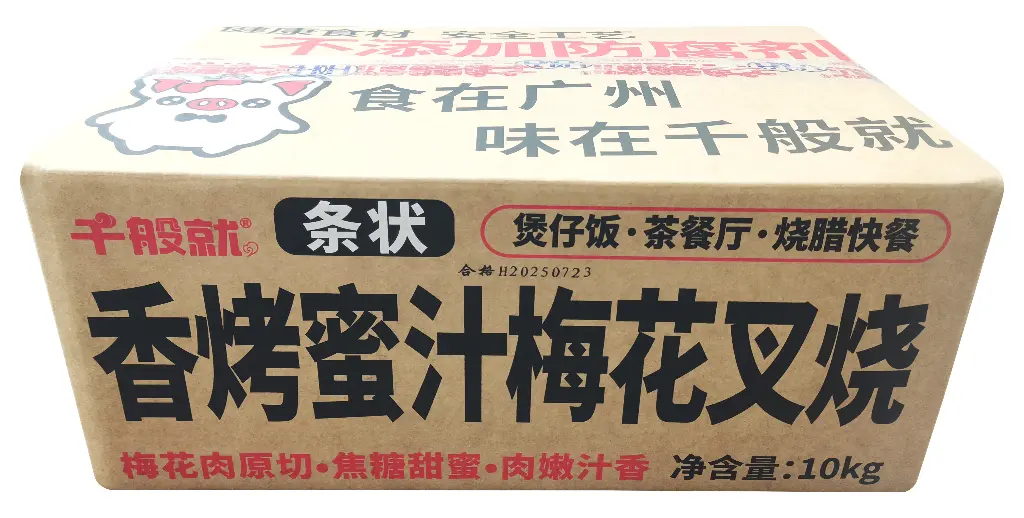 健康食材 安全工艺
不添加防腐剂
食在广州
味在千般就
千般就®
条状
煲仔饭·茶餐厅·烧腊快餐
合格H20250723
香烤蜜汁梅花叉烧
梅花肉原切·焦糖甜蜜·肉嫩汁香
净含量:10kg